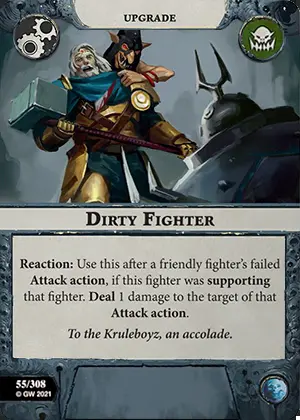 UPGRADE
DIRTY FIGHTER
Reaction: Use this after a friendly fighter's failed
Attack action, if this fighter was supporting
that fighter. Deal 1 damage to the target of that
Attack action.
To the Kruleboyz, an accolade.
55/308
© GW 2021